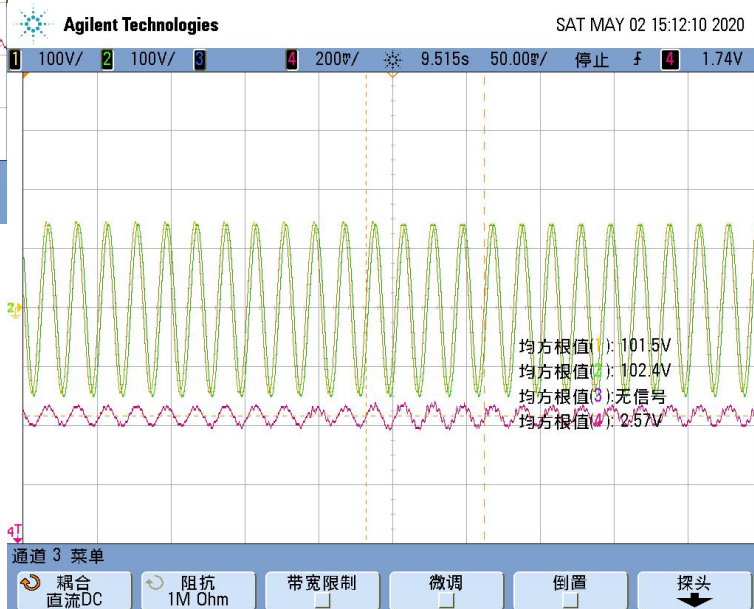 Agilent Technologies SAT MAY 02 15:12:10 2020
1 100V/ 2 100V/ 3 4 200mV/ 9.515s 50.00ms/ 停止 4 1.74V
2
均方根值(1): 101.5V
均方根值(2): 102.4V
均方根值(3):无信号
均方根值(4): 2.57V
4T
通道 3 菜单
耦合 阻抗 带宽限制 微调 倒置 探头
直流DC 1M Ohm